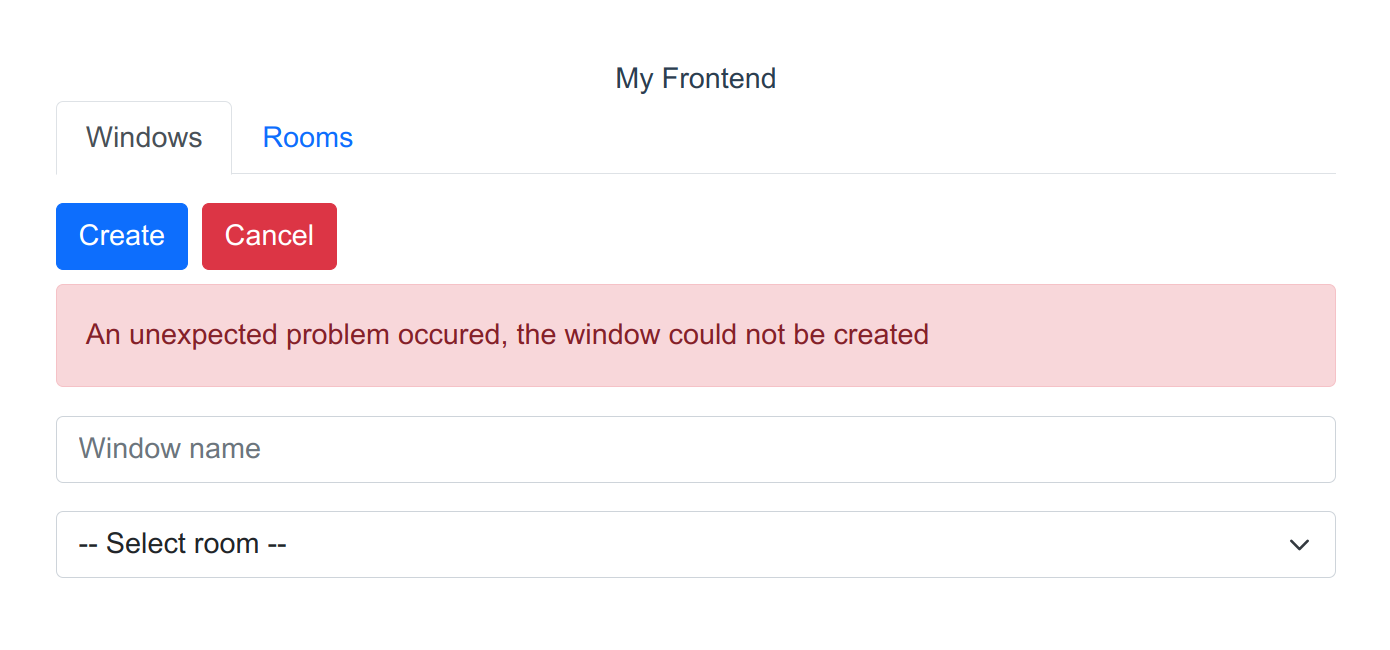 My Frontend
Windows Rooms
Create Cancel
An unexpected problem occured, the window could not be created
Window name
-- Select room --